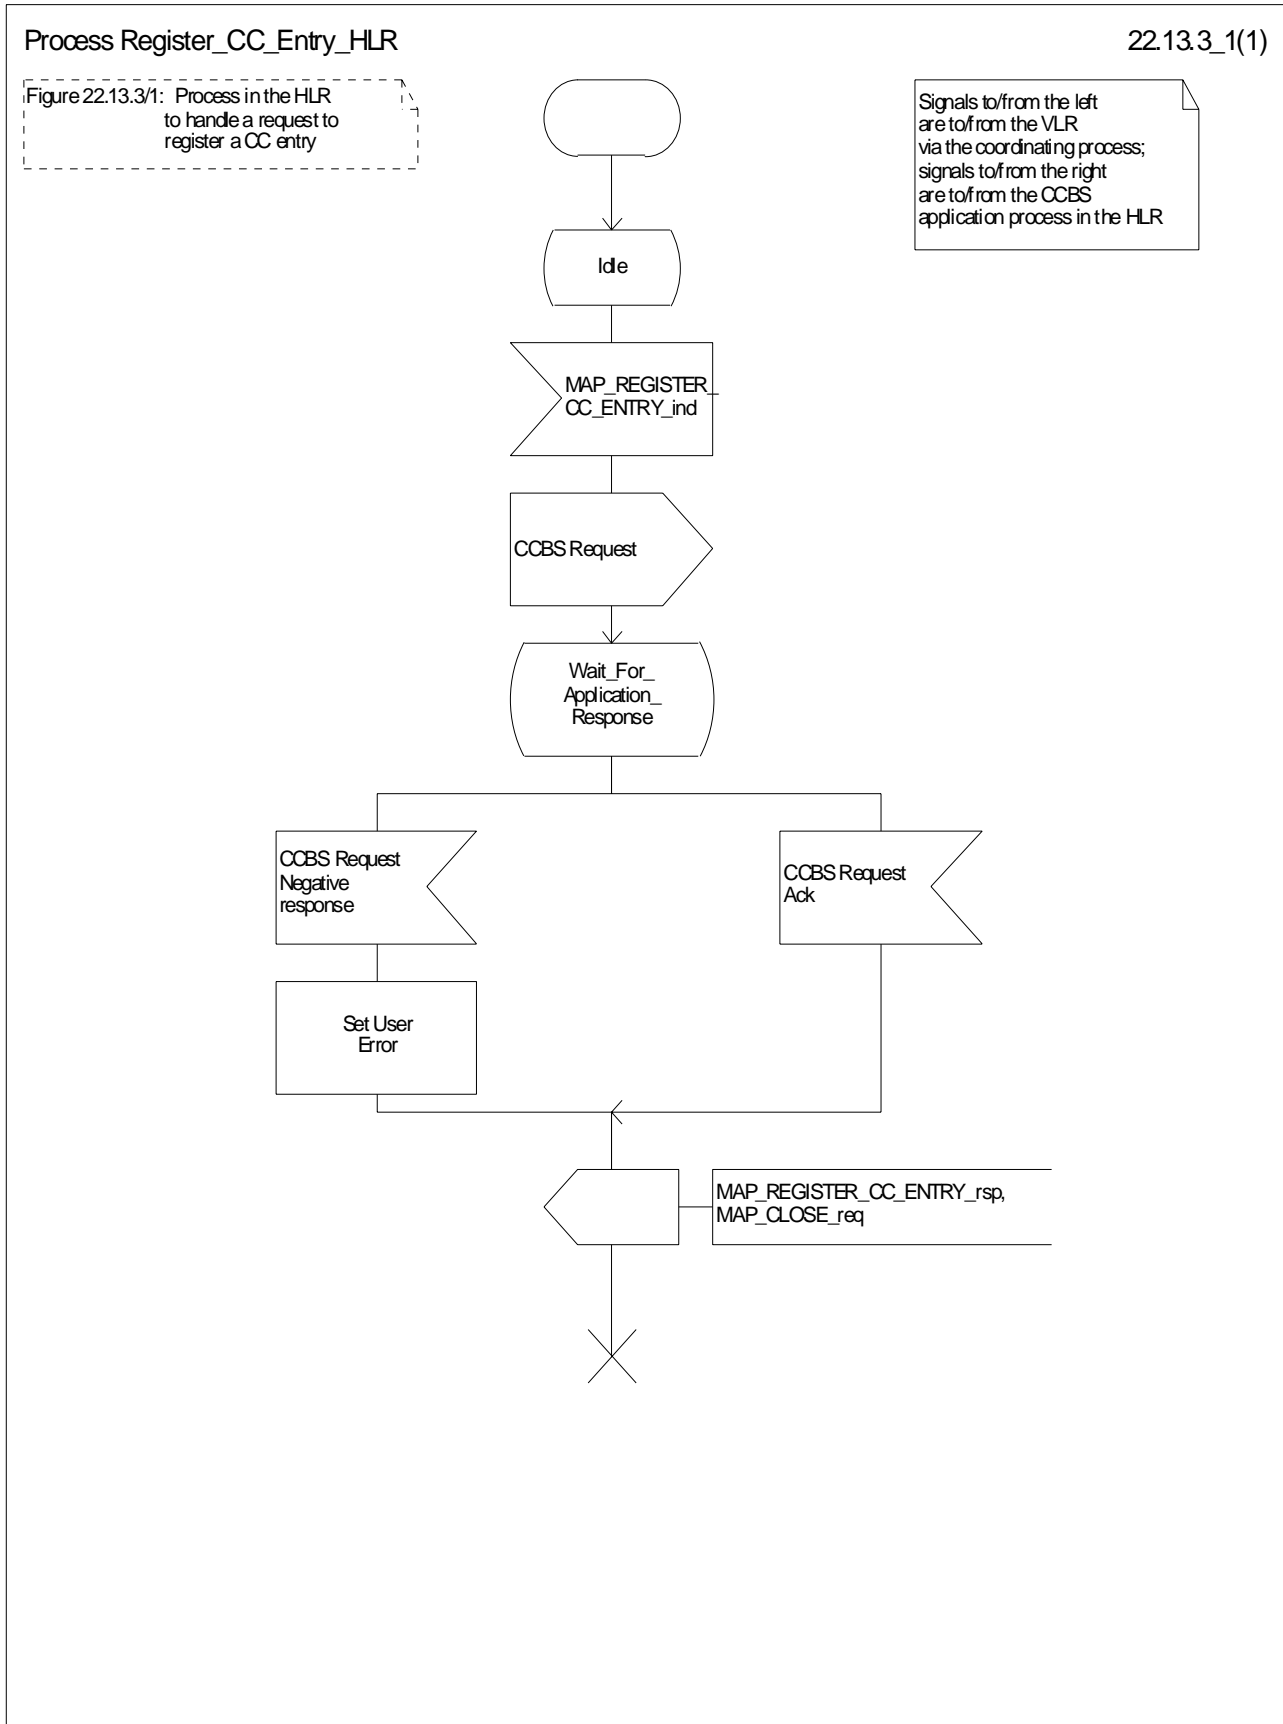 Process Register_CC_Entry_HLR
22.13.3_1(1)
Figure 22.13.3/1: Process in the HLR
to handle a request to
register a CC entry
Signals to/from the left
are to/from the VLR
via the coordinating process;
signals to/from the right
are to/from the CCBS
application process in the HLR
Idle
MAP_REGISTER_
CC_ENTRY_ind
CCBS Request
Wait_For_
Application_
Response
CCBS Request
Negative
response
CCBS Request
Ack
Set User
Error
MAP_REGISTER_CC_ENTRY_rsp,
MAP_CLOSE_req